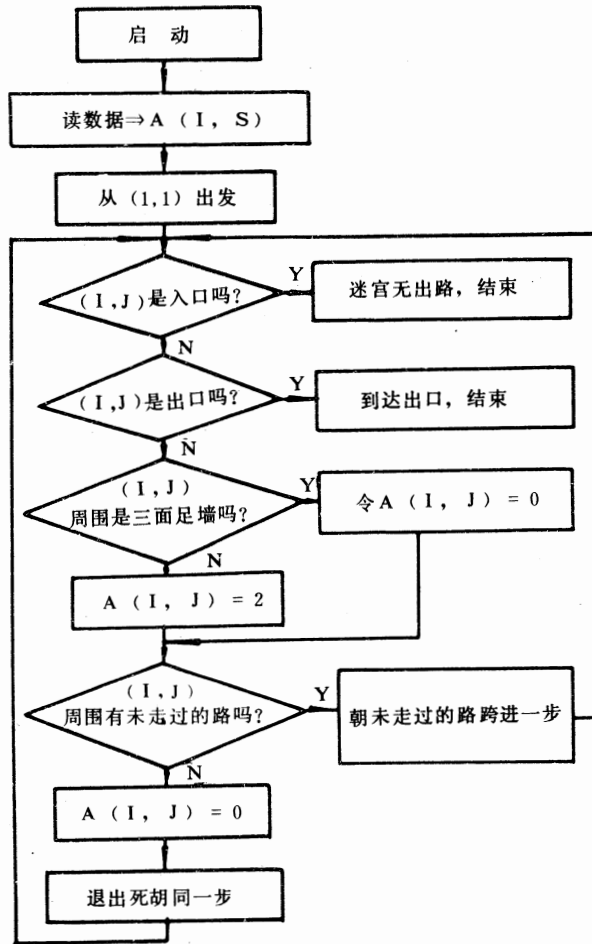 启 动
读数据⇒A (I, S)
从 (1,1) 出发
(I,J)是入口吗?
Y
迷宫无出路, 结束
N
(I,J)是出口吗?
Y
到达出口, 结束
N
(I,J)
周围是三面足墙吗?
Y
令A (I, J) = 0
N
A (I, J) = 2
(I,J)
周围有未走过的路吗?
Y
朝未走过的路跨进一步
N
A (I, J) = 0
退出死胡同一步